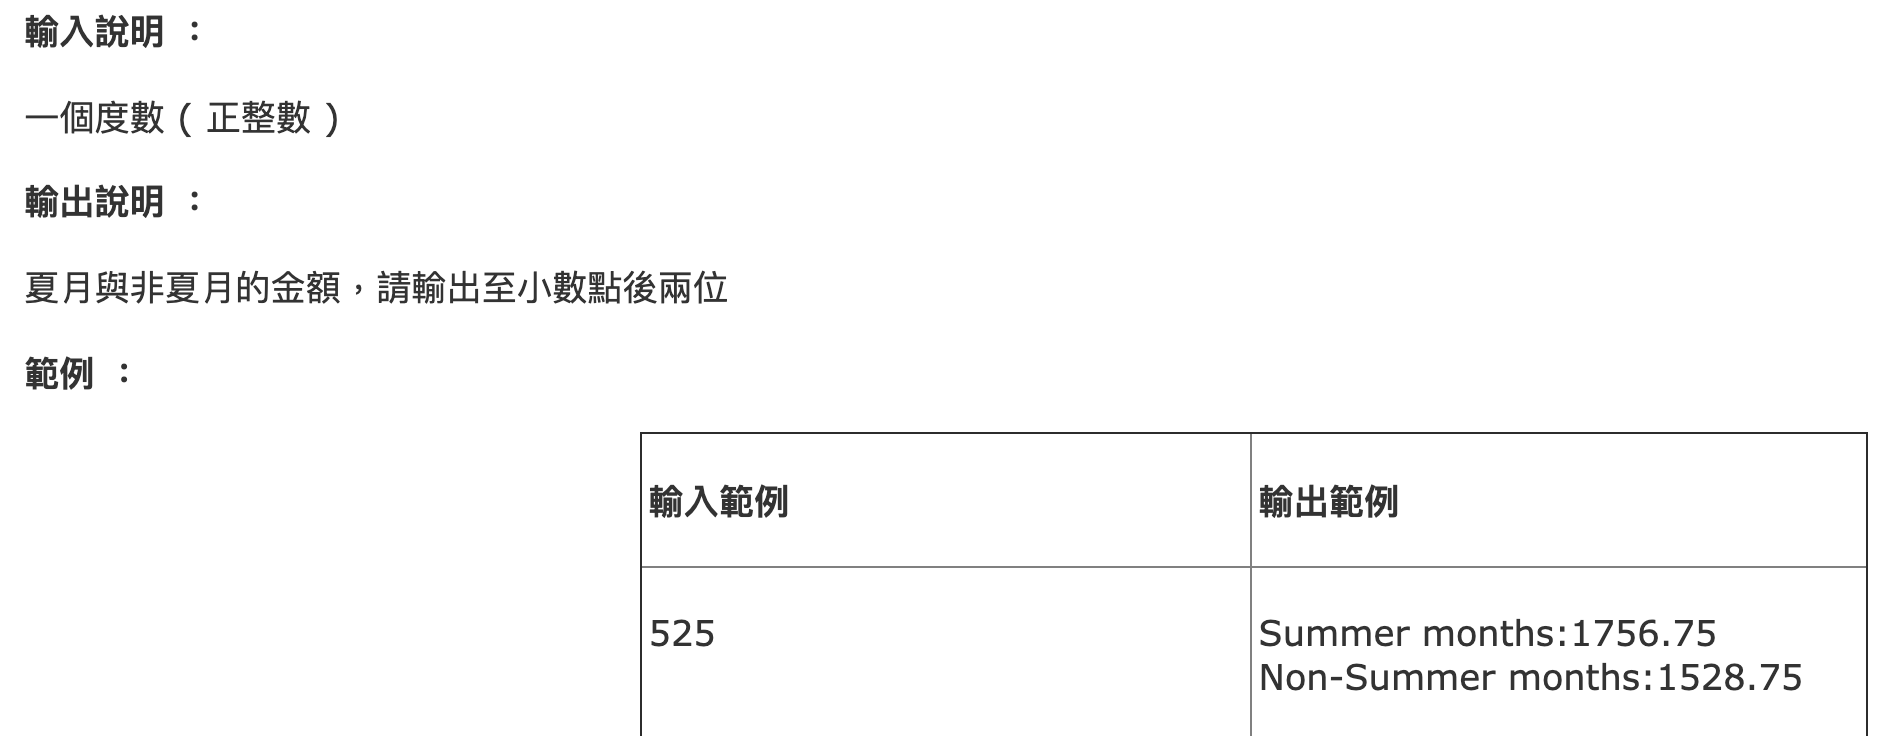 輸入說明 ：
一個度數 ( 正整數 )
輸出說明 ：
夏月與非夏月的金額，請輸出至小數點後兩位
範例 ：
輸入範例
輸出範例
525
Summer months:1756.75
Non-Summer months:1528.75